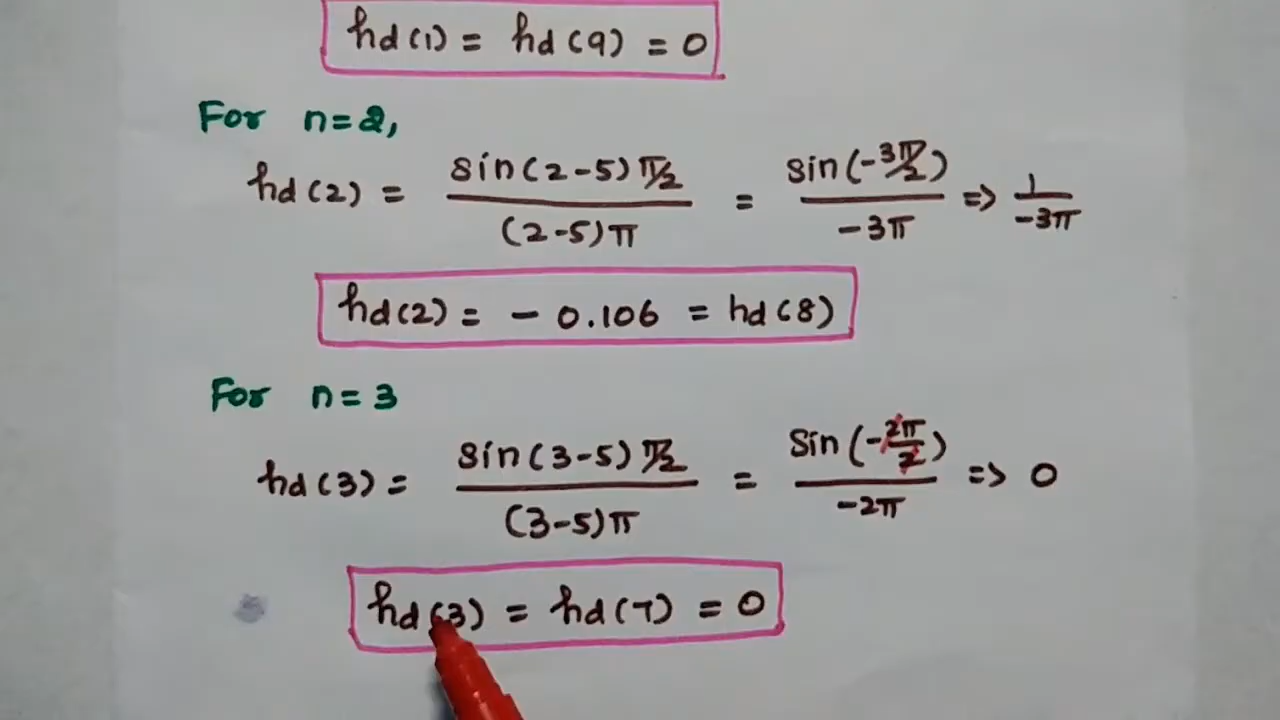 hd(1) = hd(9) = 0
For n=2,
hd(2) = sin(2-5)π/2 / (2-5)π = sin(-3π/2) / -3π => 1 / -3π
hd(2) = - 0.106 = hd(8)
For n=3
hd(3) = sin(3-5)π/2 / (3-5)π = sin(-2π/2) / -2π => 0
hd(3) = hd(7) = 0